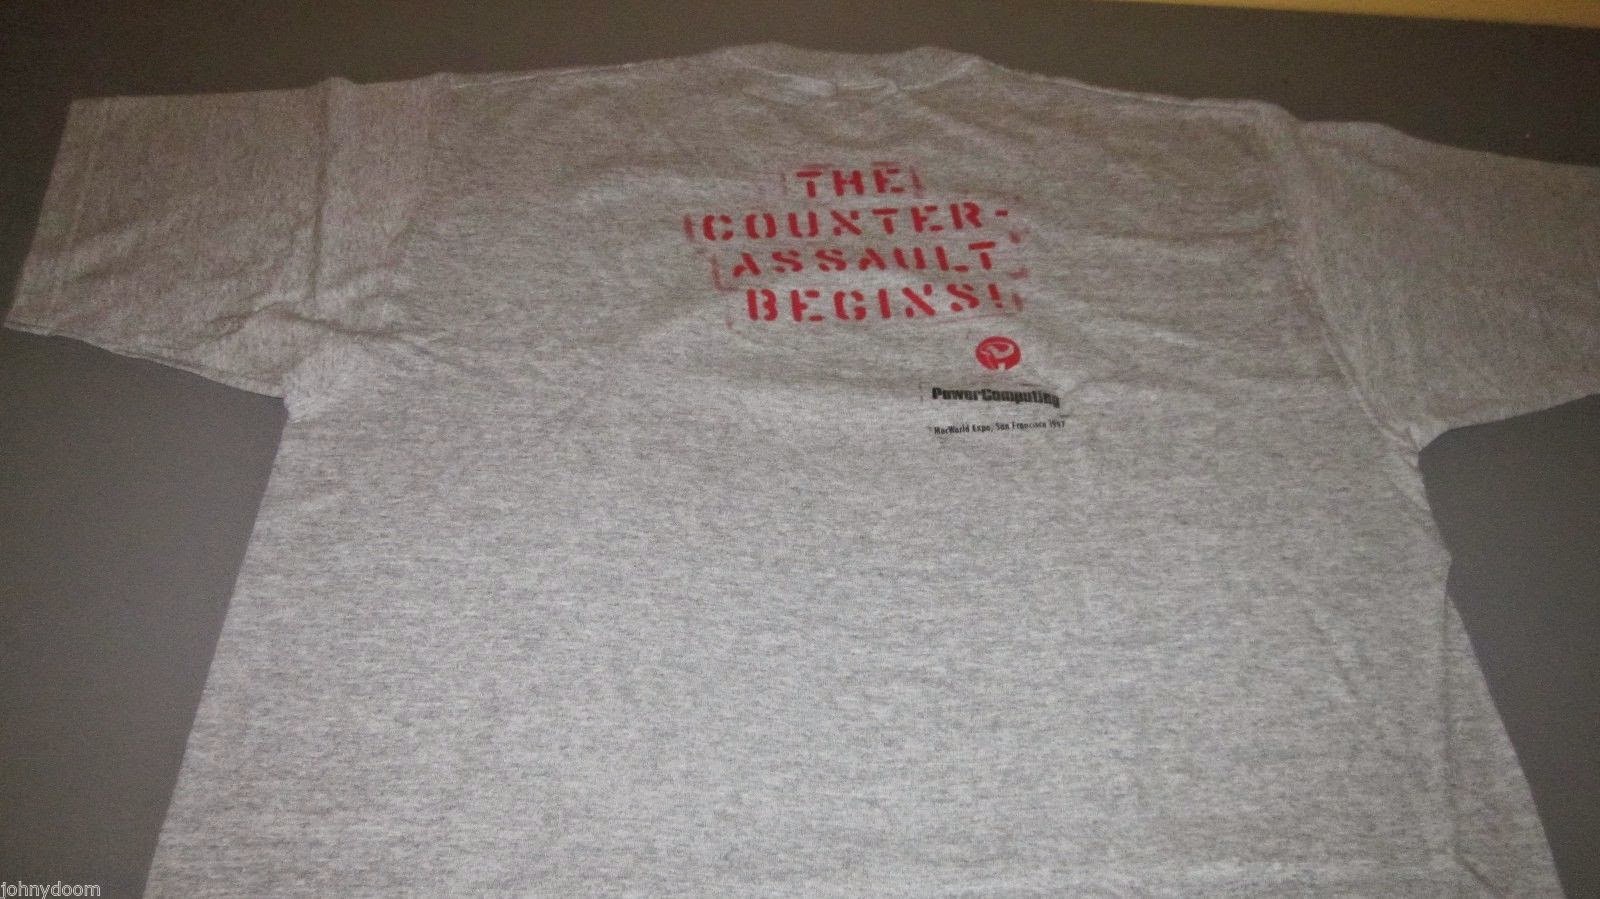 THE
COUNTER-
ASSAULT
BEGINS!
PowerComputing
MacWorld Expo, San Francisco 1997
johnydoom